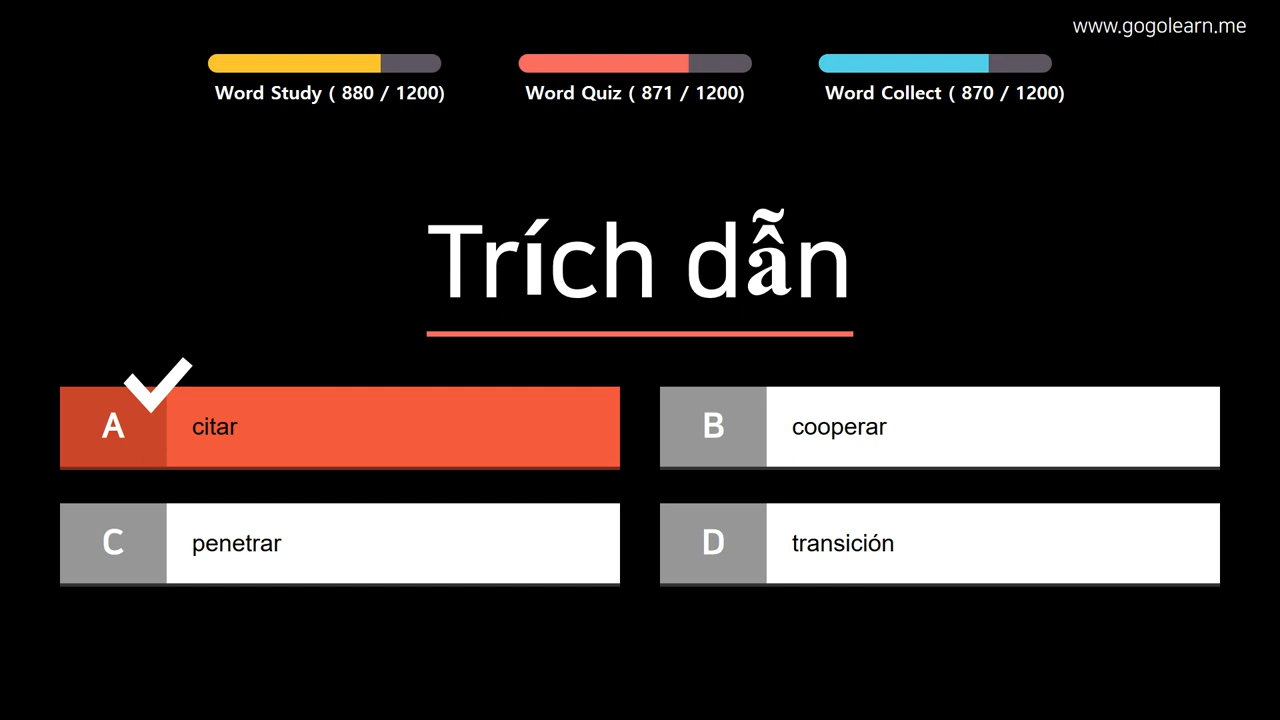 www.gogolearn.me
Word Study ( 880 / 1200)
Word Quiz ( 871 / 1200)
Word Collect ( 870 / 1200)
Trích dẫn
A citar
B cooperar
C penetrar
D transición